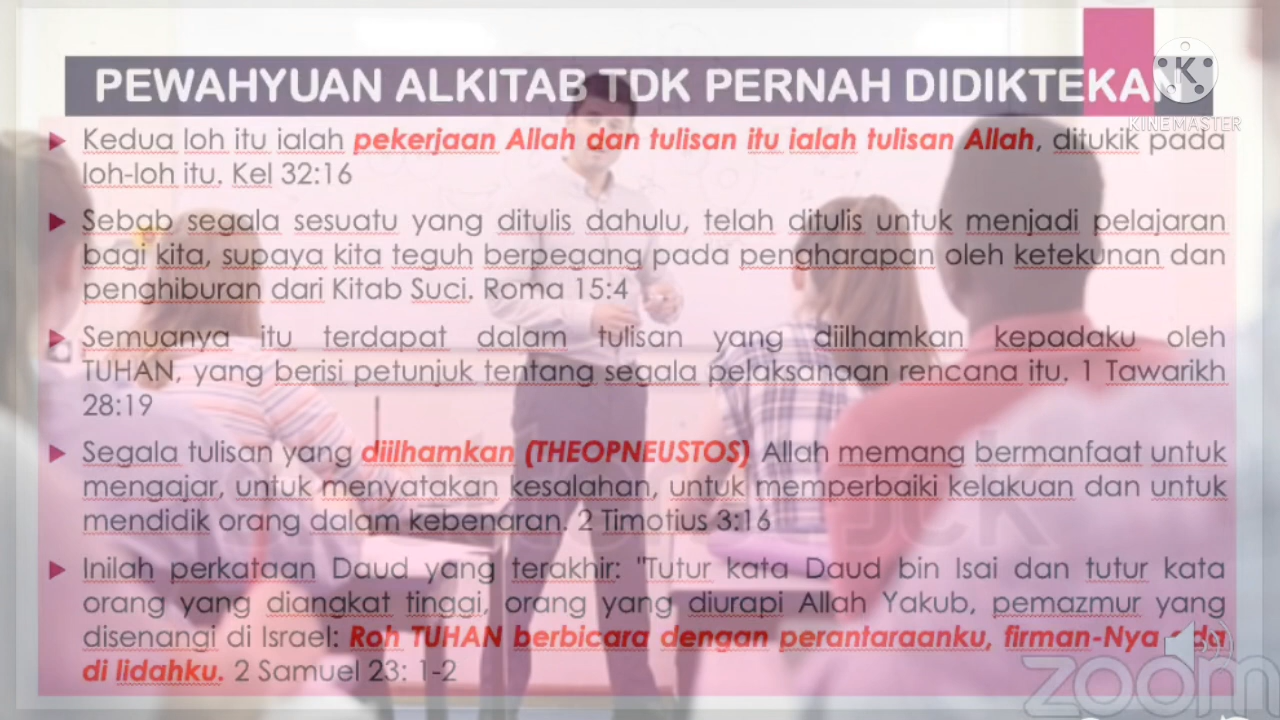 PEWAHYUAN ALKITAB TDK PERNAH DIDIKTEKAN
KINEMASTER
Kedua loh itu ialah pekerjaan Allah dan tulisan itu ialah tulisan Allah, ditukik pada
loh-loh itu. Kel 32:16
Sebab segala sesuatu yang ditulis dahulu, telah ditulis untuk menjadi pelajaran
bagi kita, supaya kita teguh berpegang pada pengharapan oleh ketekunan dan
penghiburan dari Kitab Suci. Roma 15:4
Semuanya itu terdapat dalam tulisan yang diilhamkan kepadaku oleh
TUHAN, yang berisi petunjuk tentang segala pelaksanaan rencana itu. 1 Tawarikh
28:19
Segala tulisan yang diilhamkan (THEOPNEUSTOS) Allah memang bermanfaat untuk
mengajar, untuk menyatakan kesalahan, untuk memperbaiki kelakuan dan untuk
mendidik orang dalam kebenaran. 2 Timotius 3:16
Inilah perkataan Daud yang terakhir: "Tutur kata Daud bin Isai dan tutur kata
orang yang diangkat tinggi, orang yang diurapi Allah Yakub, pemazmur yang
disenangi di Israel: Roh TUHAN berbicara dengan perantaraanku, firman-Nya ada
di lidahku. 2 Samuel 23: 1-2
zoom